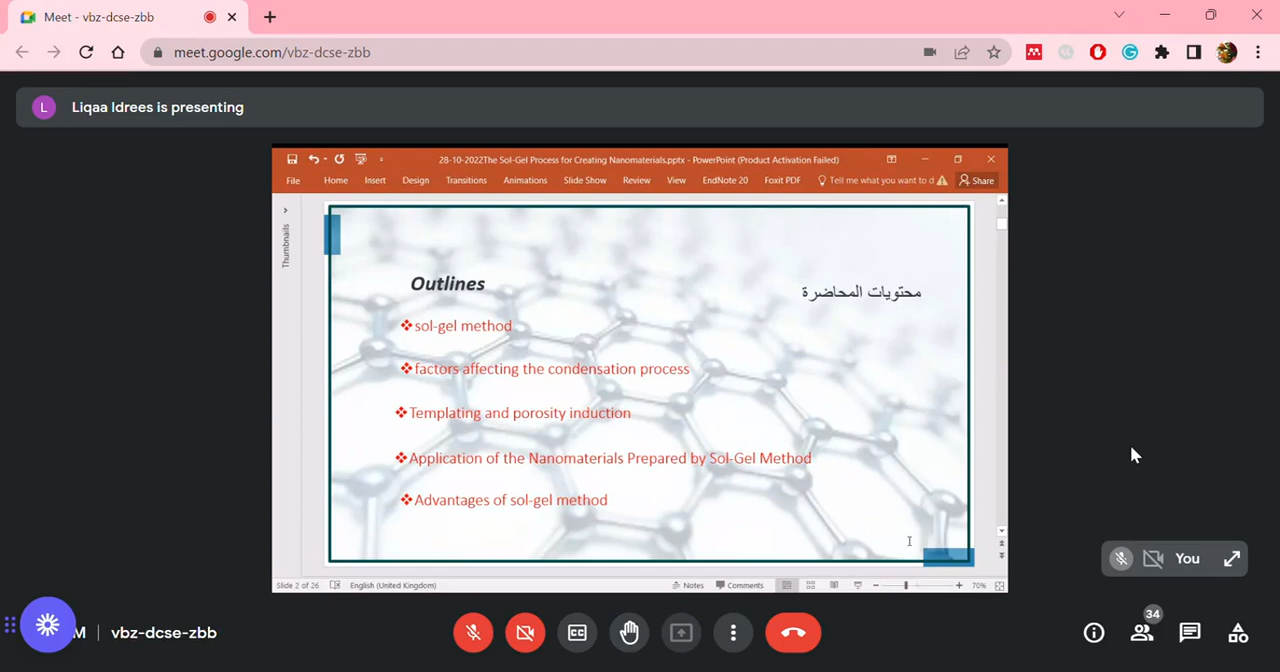 Meet - vbz-dcse-zbb
meet.google.com/vbz-dcse-zbb
L Liqaa Idrees is presenting
28-10-2022The Sol-Gel Process for Creating Nanomaterials.pptx - PowerPoint (Product Activation Failed)
File Home Insert Design Transitions Animations Slide Show Review View EndNote 20 Foxit PDF Tell me what you want to d Share
Thumbnails
Outlines
محتويات المحاضرة
❖sol-gel method
❖factors affecting the condensation process
❖Templating and porosity induction
❖Application of the Nanomaterials Prepared by Sol-Gel Method
❖Advantages of sol-gel method
Slide 2 of 26 English (United Kingdom) Notes Comments 70%
You
M | vbz-dcse-zbb
34